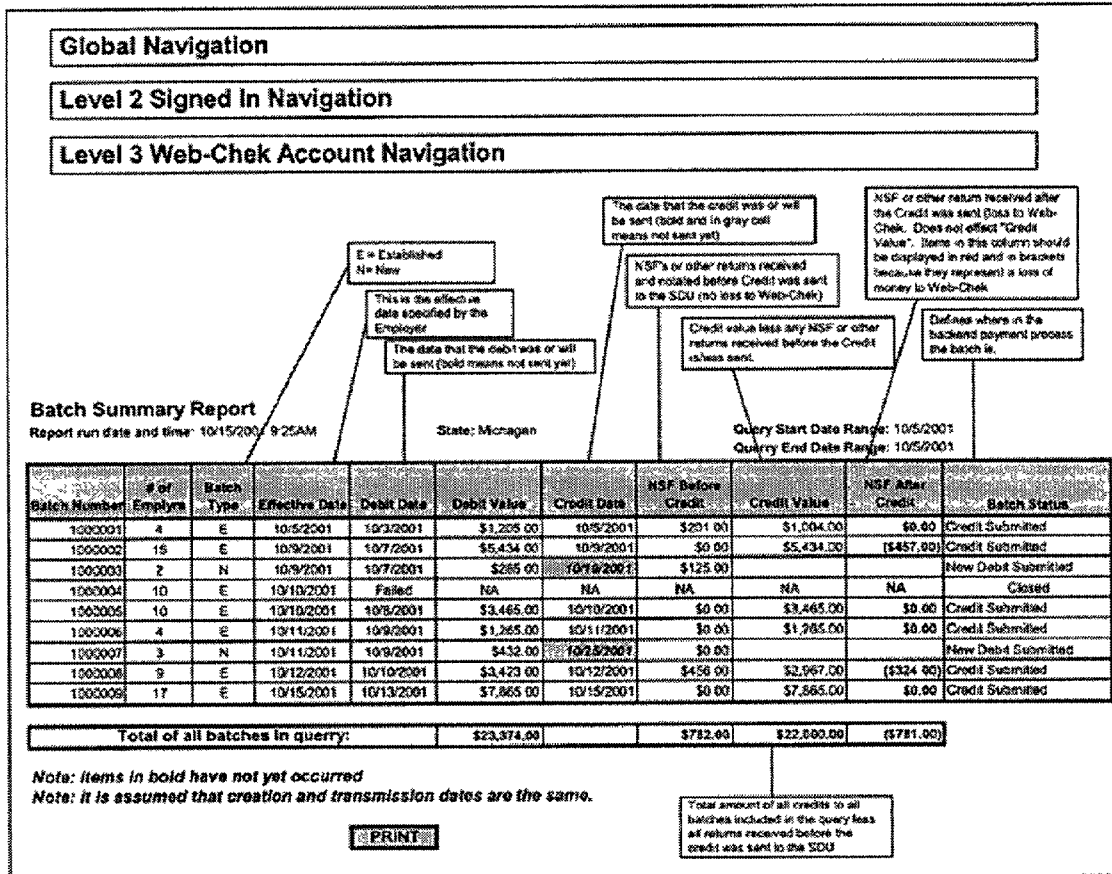 Global Navigation
Level 2 Signed In Navigation
Level 3 Web-Chek Account Navigation
E = Established
N= New
This is the effective
date specified by the
Employer
The date that the debit was or will
be sent (bold means not sent yet)
The date that the credit was or will
be sent (bold and in gray cell
means not sent yet)
NSF's or other returns received
and notated before Credit was sent
to the SDU (no loss to Web-Chek)
Credit value less any NSF or other
returns received before the Credit
is/was sent.
NSF or other return received after
the Credit was sent (loss to Web-
Chek. Does not effect "Credit
Value". Items in this column should
be displayed in red and in brackets
because they represent a loss of
money to Web-Chek
Defines where in the
backend payment process
the batch is.
Batch Summary Report
Report run date and time: 10/15/200 9:25AM
State: Michagan
Query Start Date Range: 10/5/2001
Querry End Date Range: 10/5/2001
Batch Number # of Emplyrs Batch Type Effective Date Debit Date Debit Value Credit Date NSF Before Credit Credit Value NSF After Credit Batch Status
1000001 4 E 10/5/2001 10/3/2001 $1,205.00 10/5/2001 $201.00 $1,004.00 $0.00 Credit Submitted
1000002 15 E 10/9/2001 10/7/2001 $5,434.00 10/9/2001 $0.00 $5,434.00 ($457.00) Credit Submitted
1000003 2 N 10/9/2001 10/7/2001 $285.00 $125.00 New Debit Submitted
1000004 10 E 10/10/2001 Failed NA NA NA NA NA Closed
1000005 10 E 10/10/2001 10/8/2001 $3,465.00 10/10/2001 $0.00 $3,465.00 $0.00 Credit Submitted
1000006 4 E 10/11/2001 10/9/2001 $1,265.00 10/11/2001 $0.00 $1,265.00 $0.00 Credit Submitted
1000007 3 N 10/11/2001 10/9/2001 $432.00 10/25/2001 $0.00 New Debit Submitted
1000008 9 E 10/12/2001 10/10/2001 $3,423.00 10/12/2001 $456.00 $2,967.00 ($324.00) Credit Submitted
1000009 17 E 10/15/2001 10/13/2001 $7,865.00 10/15/2001 $0.00 $7,865.00 $0.00 Credit Submitted
Total of all batches in querry: $23,374.00 $782.00 $22,000.00 ($781.00)
Note: items in bold have not yet occurred
Note: it is assumed that creation and transmission dates are the same.
Total amount of all credits to all
batches included in the query less
all returns received before the
credit was sent to the SDU
PRINT